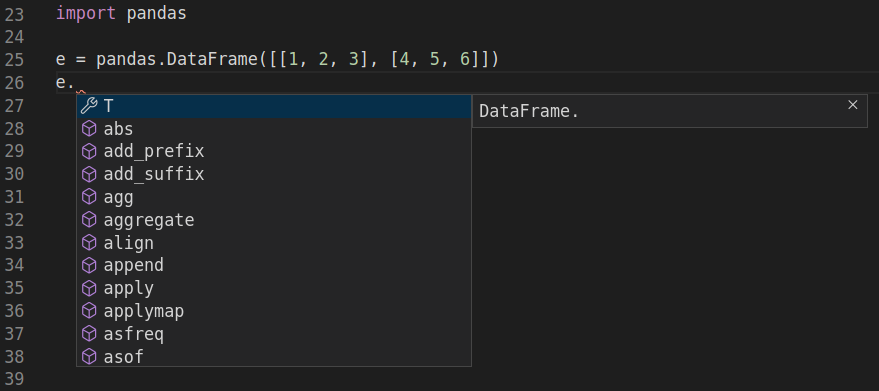 23 import pandas
24
25 e = pandas.DataFrame([[1, 2, 3], [4, 5, 6]])
26 e.
27 T DataFrame. ×
28 abs
29 add_prefix
30 add_suffix
31 agg
32 aggregate
33 align
34 append
35 apply
36 applymap
37 asfreq
38 asof
39